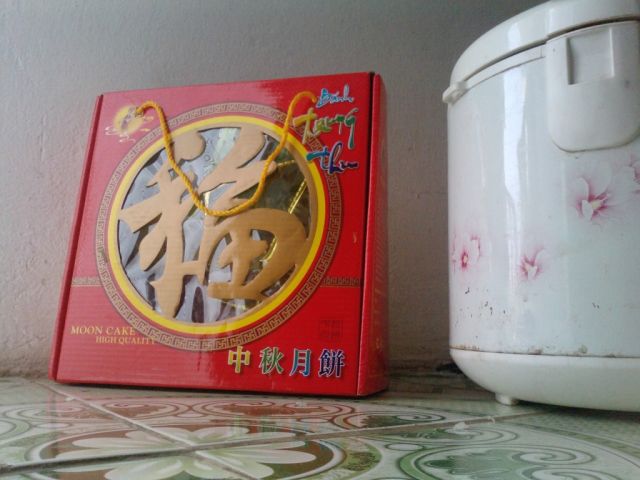 Bánh
Trung
Thu
福
MOON CAKE
HIGH QUALITY
中秋月餅